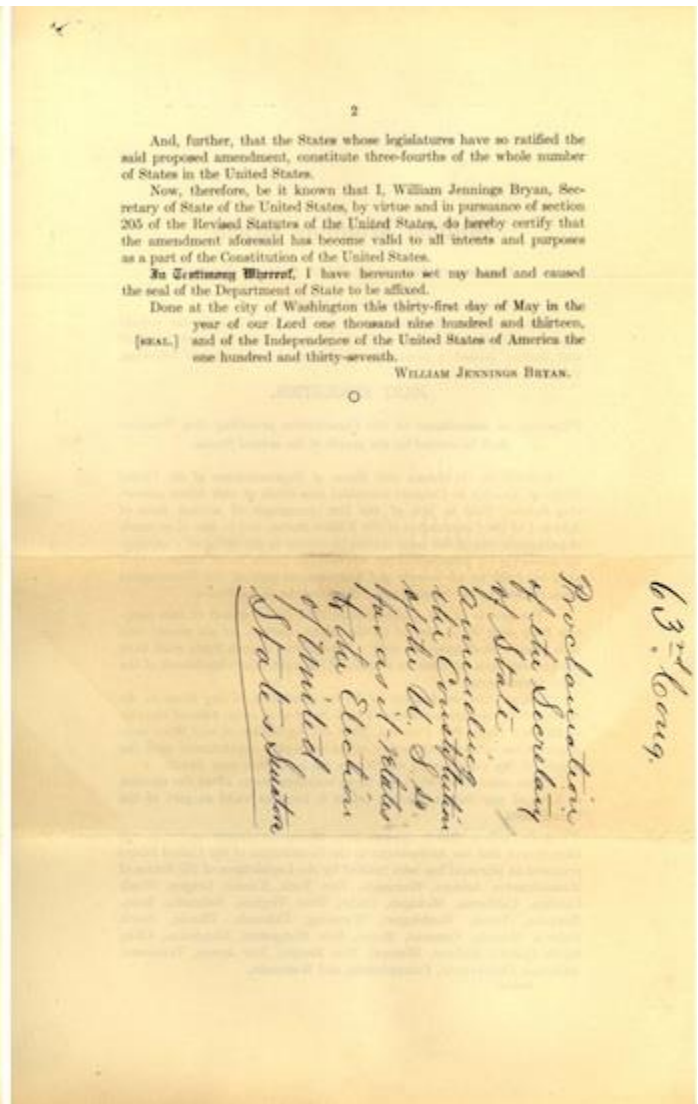 2
And, further, that the States whose legislatures have so ratified the
said proposed amendment, constitute three-fourths of the whole number
of States in the United States.
Now, therefore, be it known that I, William Jennings Bryan, Sec-
retary of State of the United States, by virtue and in pursuance of section
205 of the Revised Statutes of the United States, do hereby certify that
the amendment aforesaid has become valid to all intents and purposes
as a part of the Constitution of the United States.
In Testimony Whereof, I have hereunto set my hand and caused
the seal of the Department of State to be affixed.
Done at the city of Washington this thirty-first day of May in the
year of our Lord one thousand nine hundred and thirteen,
[SEAL.] and of the Independence of the United States of America the
one hundred and thirty-seventh.
WILLIAM JENNINGS BRYAN.
63rd Cong.
Proclamation
of the Secretary
of State
amending
the Constitution
of the U. S so
far as it relates
to the Election
of United
States Senators